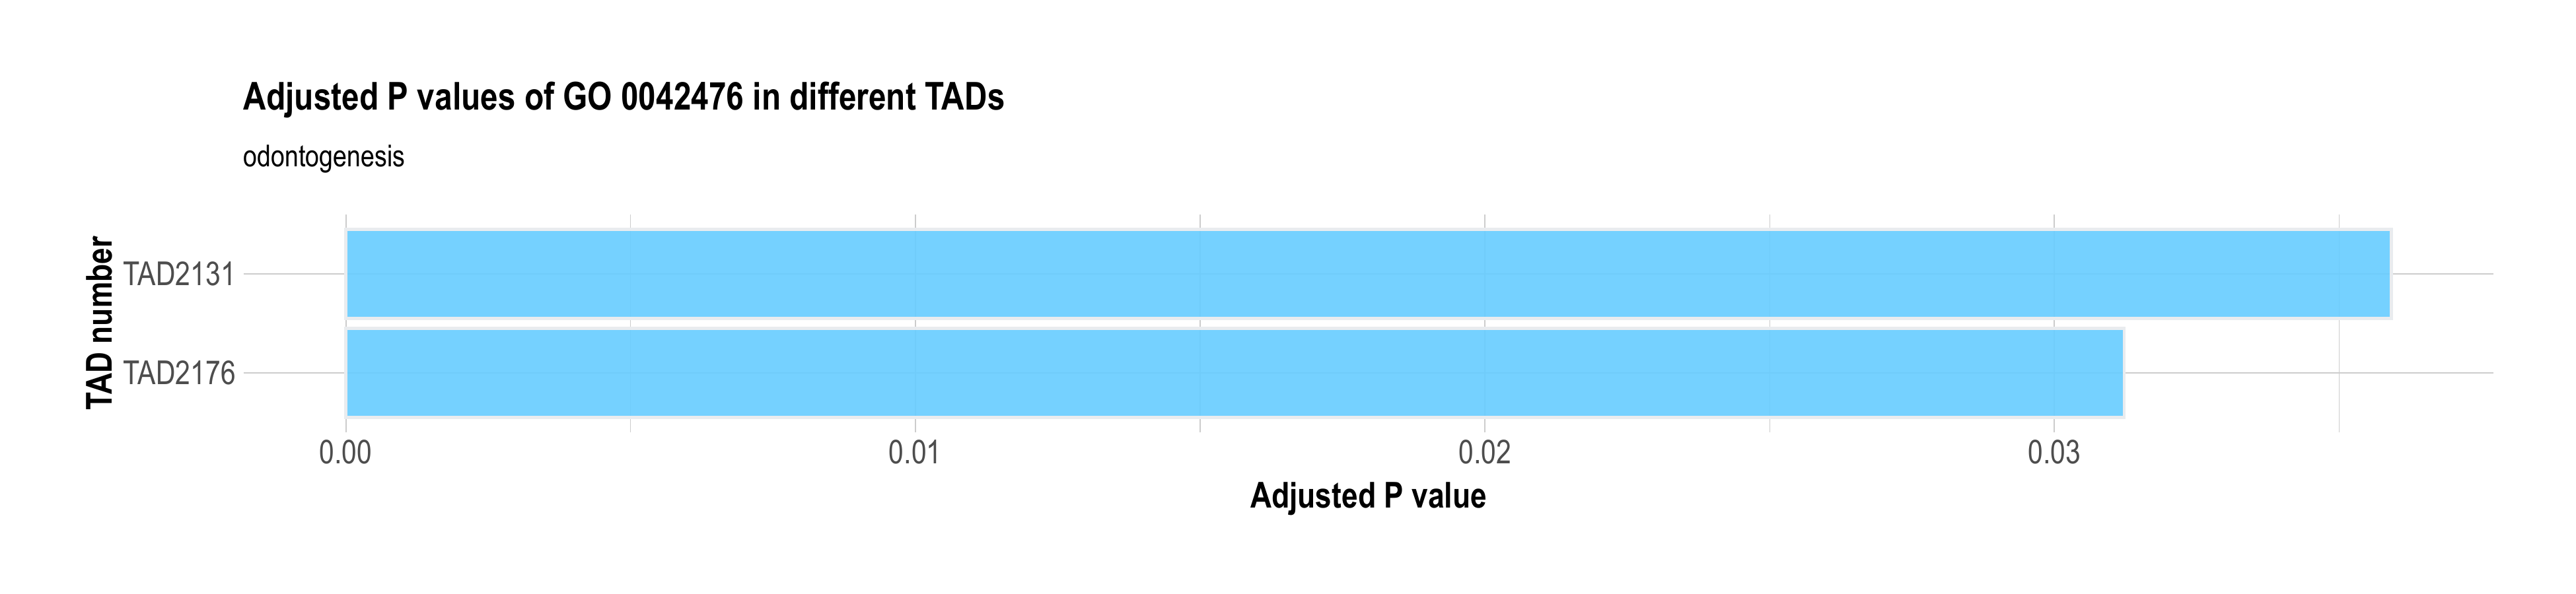 Adjusted P values of GO 0042476 in different TADs
odontogenesis
TAD number
TAD2131
TAD2176
0.00 0.01 0.02 0.03
Adjusted P value